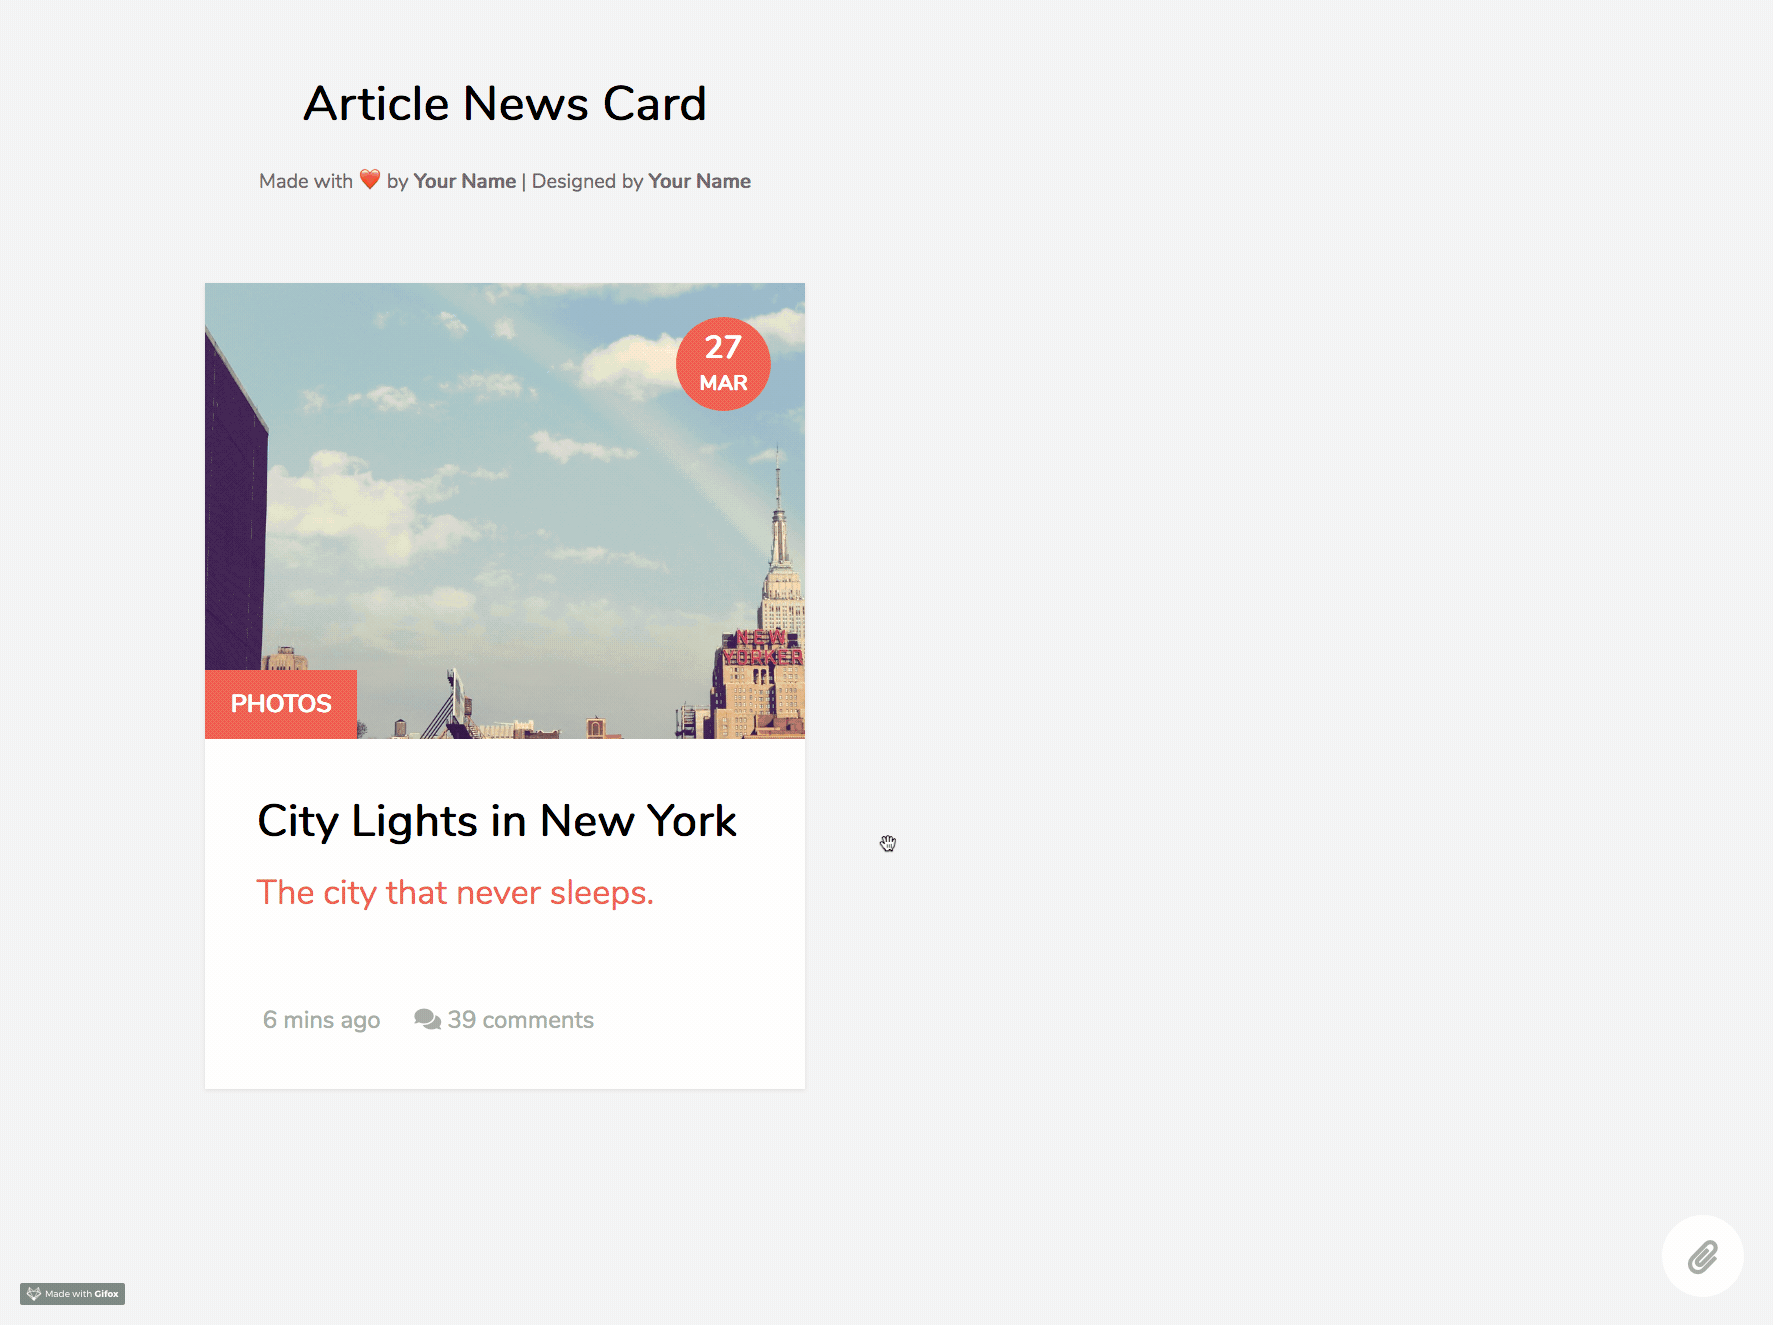 Article News Card
Made with ❤️ by Your Name | Designed by Your Name
27
MAR
NEW
YORKER
PHOTOS
City Lights in New York
The city that never sleeps.
6 mins ago 39 comments
Made with Gifox